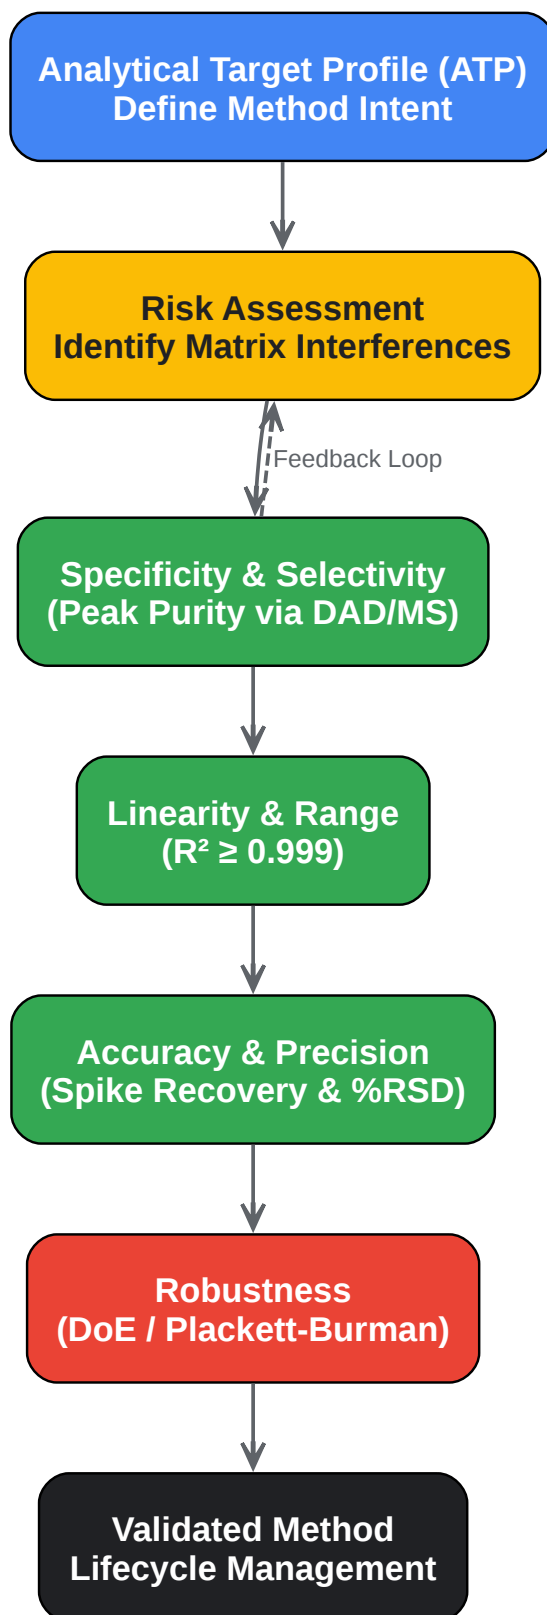 Analytical Target Profile (ATP)
Define Method Intent
Risk Assessment
Identify Matrix Interferences
Feedback Loop
Specificity & Selectivity
(Peak Purity via DAD/MS)
Linearity & Range
(R² ≥ 0.999)
Accuracy & Precision
(Spike Recovery & %RSD)
Robustness
(DoE / Plackett-Burman)
Validated Method
Lifecycle Management